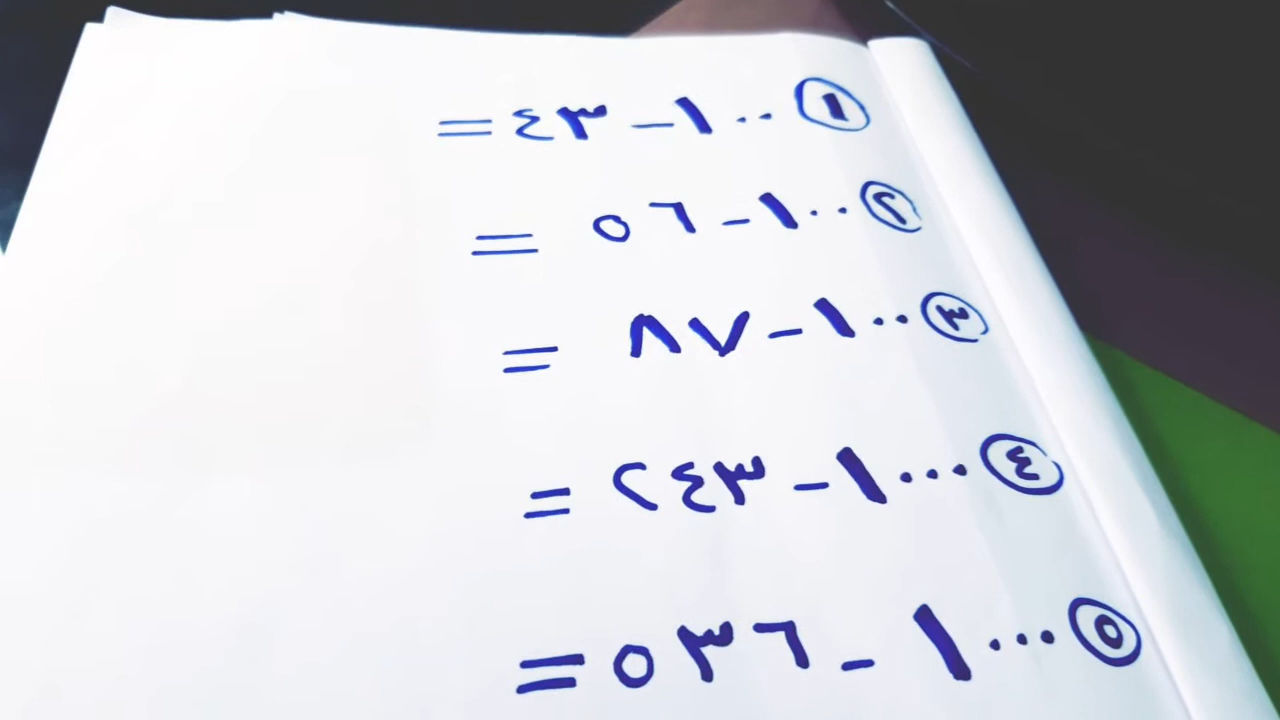 ١ ١٠٠ - ٤٣ =
٢ ١٠٠ - ٥٦ =
٣ ١٠٠ - ٨٧ =
٤ ١٠٠٠ - ٢٤٣ =
٥ ١٠٠٠ - ٥٣٦ =